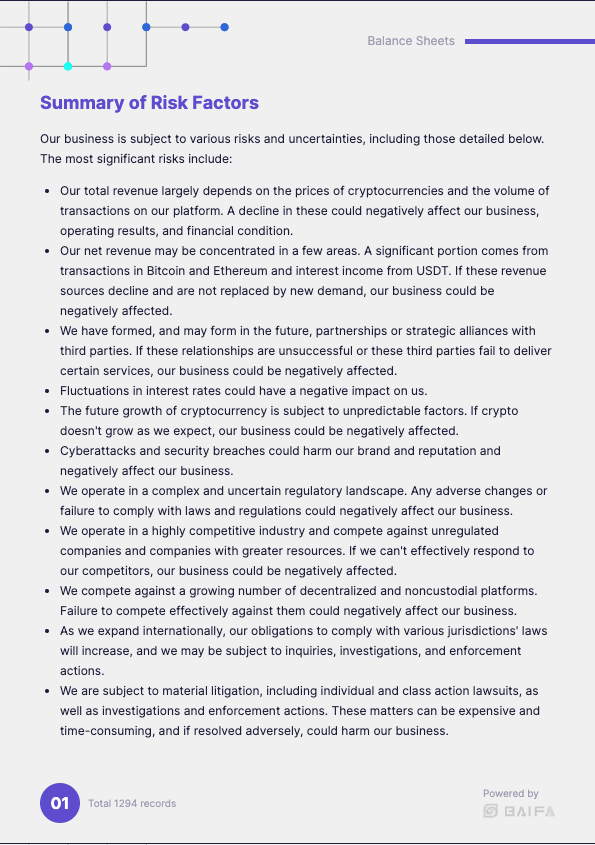 Balance Sheets
Summary of Risk Factors
Our business is subject to various risks and uncertainties, including those detailed below.
The most significant risks include:
• Our total revenue largely depends on the prices of cryptocurrencies and the volume of
transactions on our platform. A decline in these could negatively affect our business,
operating results, and financial condition.
• Our net revenue may be concentrated in a few areas. A significant portion comes from
transactions in Bitcoin and Ethereum and interest income from USDT. If these revenue
sources decline and are not replaced by new demand, our business could be
negatively affected.
• We have formed, and may form in the future, partnerships or strategic alliances with
third parties. If these relationships are unsuccessful or these third parties fail to deliver
certain services, our business could be negatively affected.
• Fluctuations in interest rates could have a negative impact on us.
• The future growth of cryptocurrency is subject to unpredictable factors. If crypto
doesn't grow as we expect, our business could be negatively affected.
• Cyberattacks and security breaches could harm our brand and reputation and
negatively affect our business.
• We operate in a complex and uncertain regulatory landscape. Any adverse changes or
failure to comply with laws and regulations could negatively affect our business.
• We operate in a highly competitive industry and compete against unregulated
companies and companies with greater resources. If we can't effectively respond to
our competitors, our business could be negatively affected.
• We compete against a growing number of decentralized and noncustodial platforms.
Failure to compete effectively against them could negatively affect our business.
• As we expand internationally, our obligations to comply with various jurisdictions' laws
will increase, and we may be subject to inquiries, investigations, and enforcement
actions.
• We are subject to material litigation, including individual and class action lawsuits, as
well as investigations and enforcement actions. These matters can be expensive and
time-consuming, and if resolved adversely, could harm our business.
01
Total 1294 records
Powered by
BAIFA